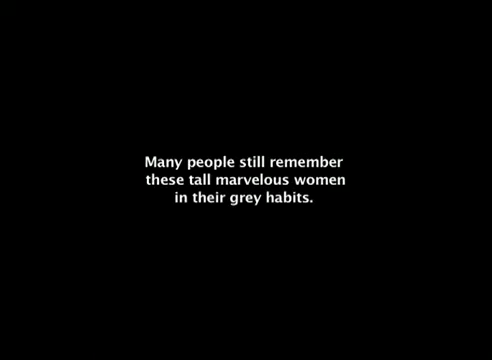 Many people still remember
these tall marvelous women
in their grey habits.